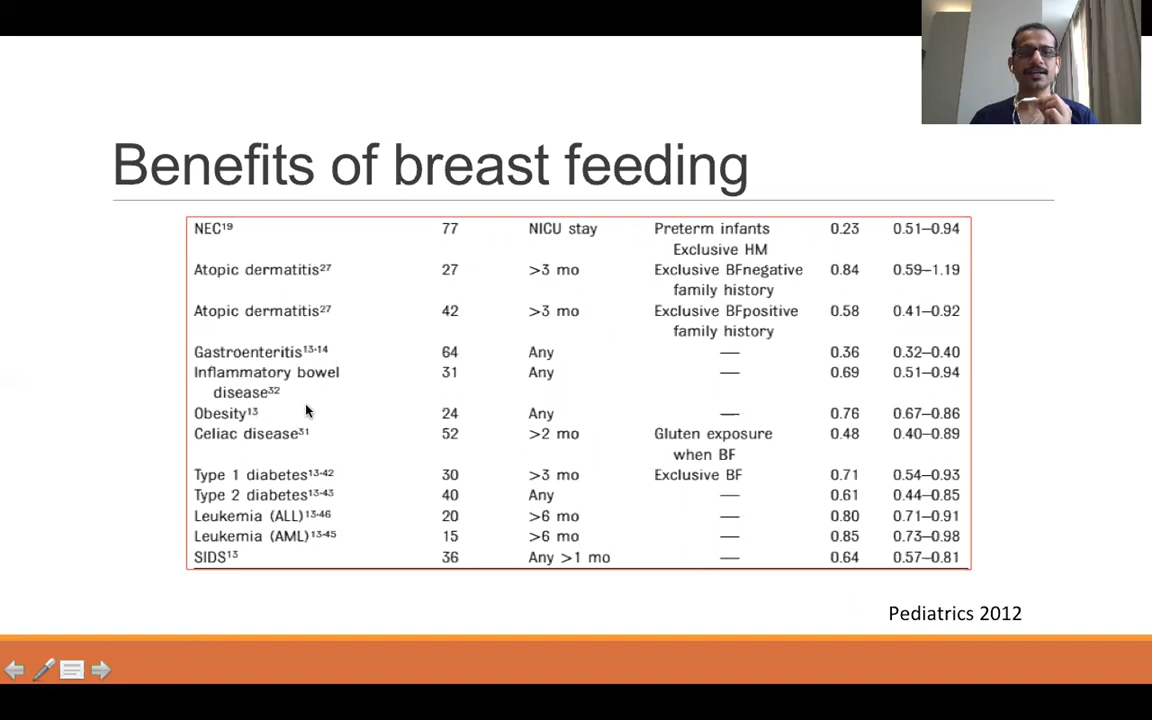 Benefits of breast feeding
NEC¹⁹ 77 NICU stay Preterm infants 0.23 0.51–0.94
Exclusive HM
Atopic dermatitis²⁷ 27 >3 mo Exclusive BFnegative 0.84 0.59–1.19
family history
Atopic dermatitis²⁷ 42 >3 mo Exclusive BFpositive 0.58 0.41–0.92
family history
Gastroenteritis¹³·¹⁴ 64 Any — 0.36 0.32–0.40
Inflammatory bowel 31 Any — 0.69 0.51–0.94
disease³²
Obesity¹³ 24 Any — 0.76 0.67–0.86
Celiac disease³¹ 52 >2 mo Gluten exposure 0.48 0.40–0.89
when BF
Type 1 diabetes¹³·⁴² 30 >3 mo Exclusive BF 0.71 0.54–0.93
Type 2 diabetes¹³·⁴³ 40 Any — 0.61 0.44–0.85
Leukemia (ALL)¹³·⁴⁶ 20 >6 mo — 0.80 0.71–0.91
Leukemia (AML)¹³·⁴⁵ 15 >6 mo — 0.85 0.73–0.98
SIDS¹³ 36 Any >1 mo — 0.64 0.57–0.81
Pediatrics 2012